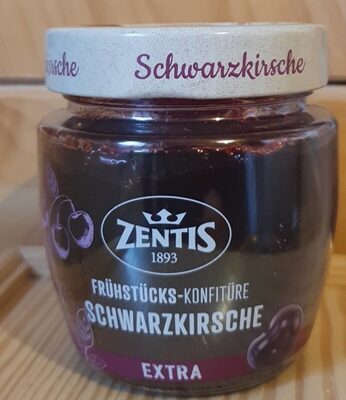 Schwarzkirsche
ZENTIS
1893
FRÜHSTÜCKS-KONFITÜRE
SCHWARZKIRSCHE
EXTRA